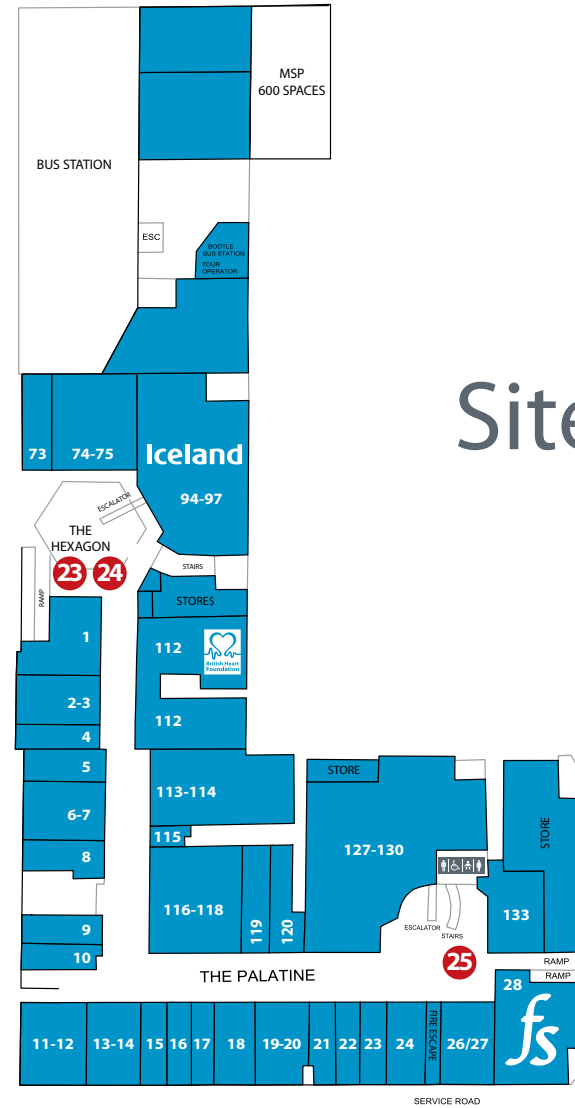 MSP
600 SPACES
BUS STATION
ESC
BOOTLE
BUS STATION
TOUR
OPERATOR
Site
73
74-75
Iceland
94-97
ESCALATOR
THE
HEXAGON
23
24
STAIRS
RAMP
STORE$
1
112
British Heart
Foundation
2-3
4
112
5
STORE
113-114
6-7
115
STORE
8
127-130
116-118
119
120
133
9
ESCALATOR
STAIRS
10
25
RAMP
THE PALATINE
RAMP
28
fs
11-12
13-14
15
16
17
18
19-20
21
22
23
24
FIRE ESCAPE
26/27
SERVICE ROAD